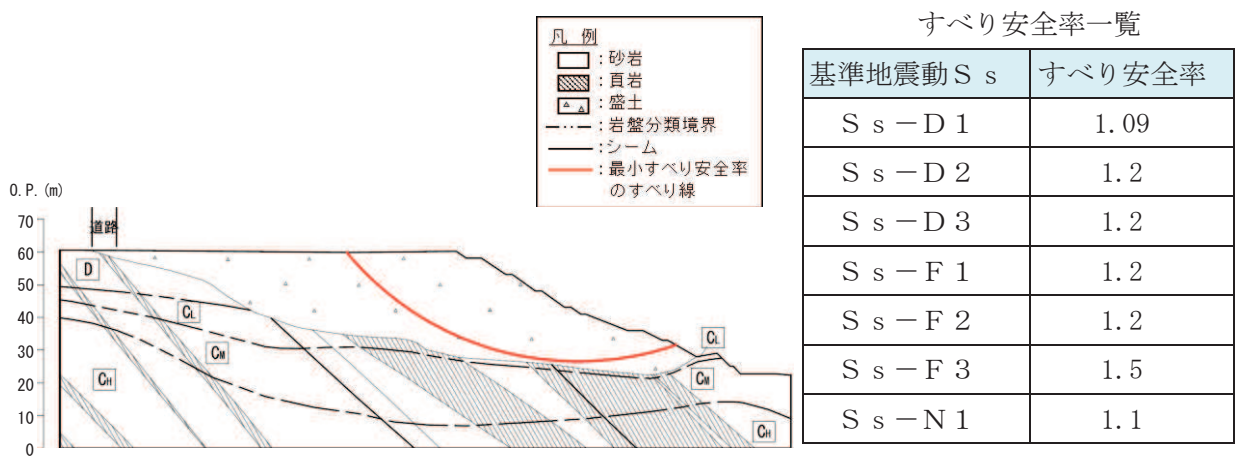 凡 例
:砂岩
:頁岩
:盛土
:岩盤分類境界
:シーム
:最小すべり安全率
のすべり線
O.P.(m)
70
60
50
40
30
20
10
0
道路
D
CL
CM
CH
CL
CM
CH
すべり安全率一覧
基準地震動Ss すべり安全率
Ss-D1 1.09
Ss-D2 1.2
Ss-D3 1.2
Ss-F1 1.2
Ss-F2 1.2
Ss-F3 1.5
Ss-N1 1.1